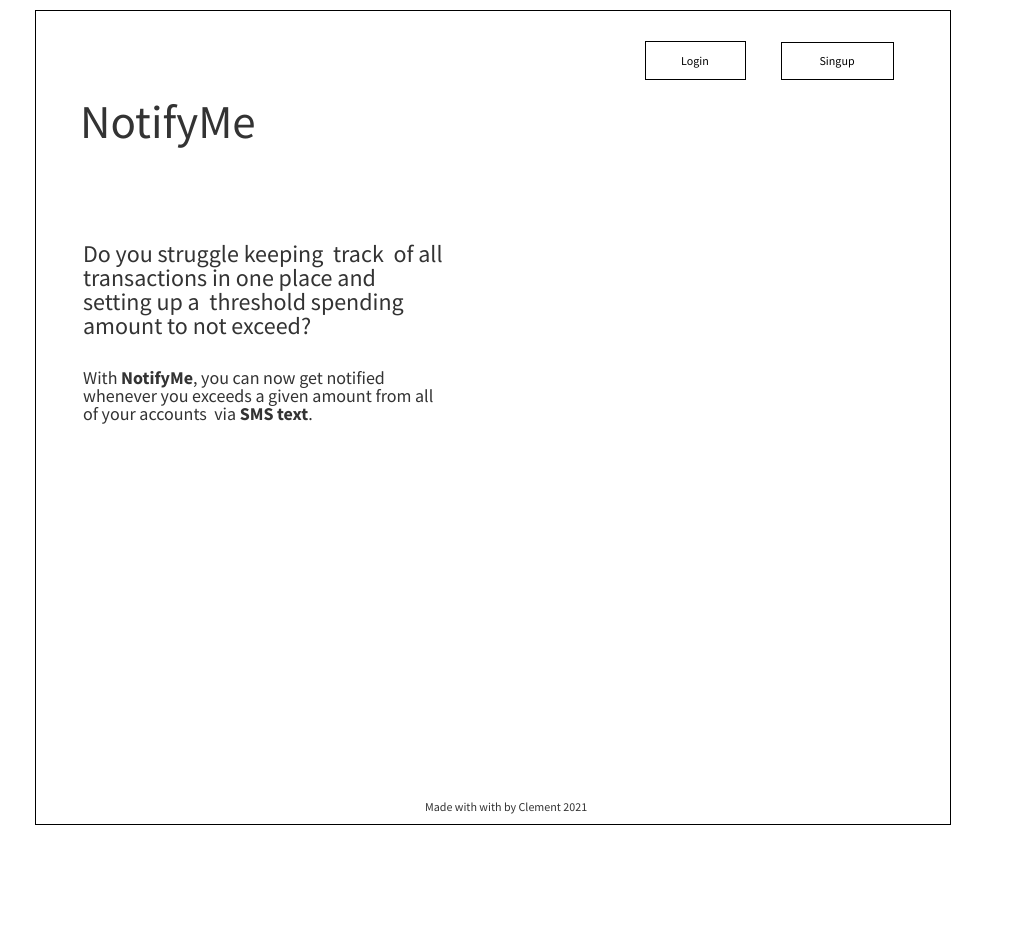 Login Singup
NotifyMe
Do you struggle keeping  track  of all
transactions in one place and
setting up a  threshold spending
amount to not exceed?
With NotifyMe, you can now get notified
whenever you exceeds a given amount from all
of your accounts  via SMS text.
Made with with by Clement 2021